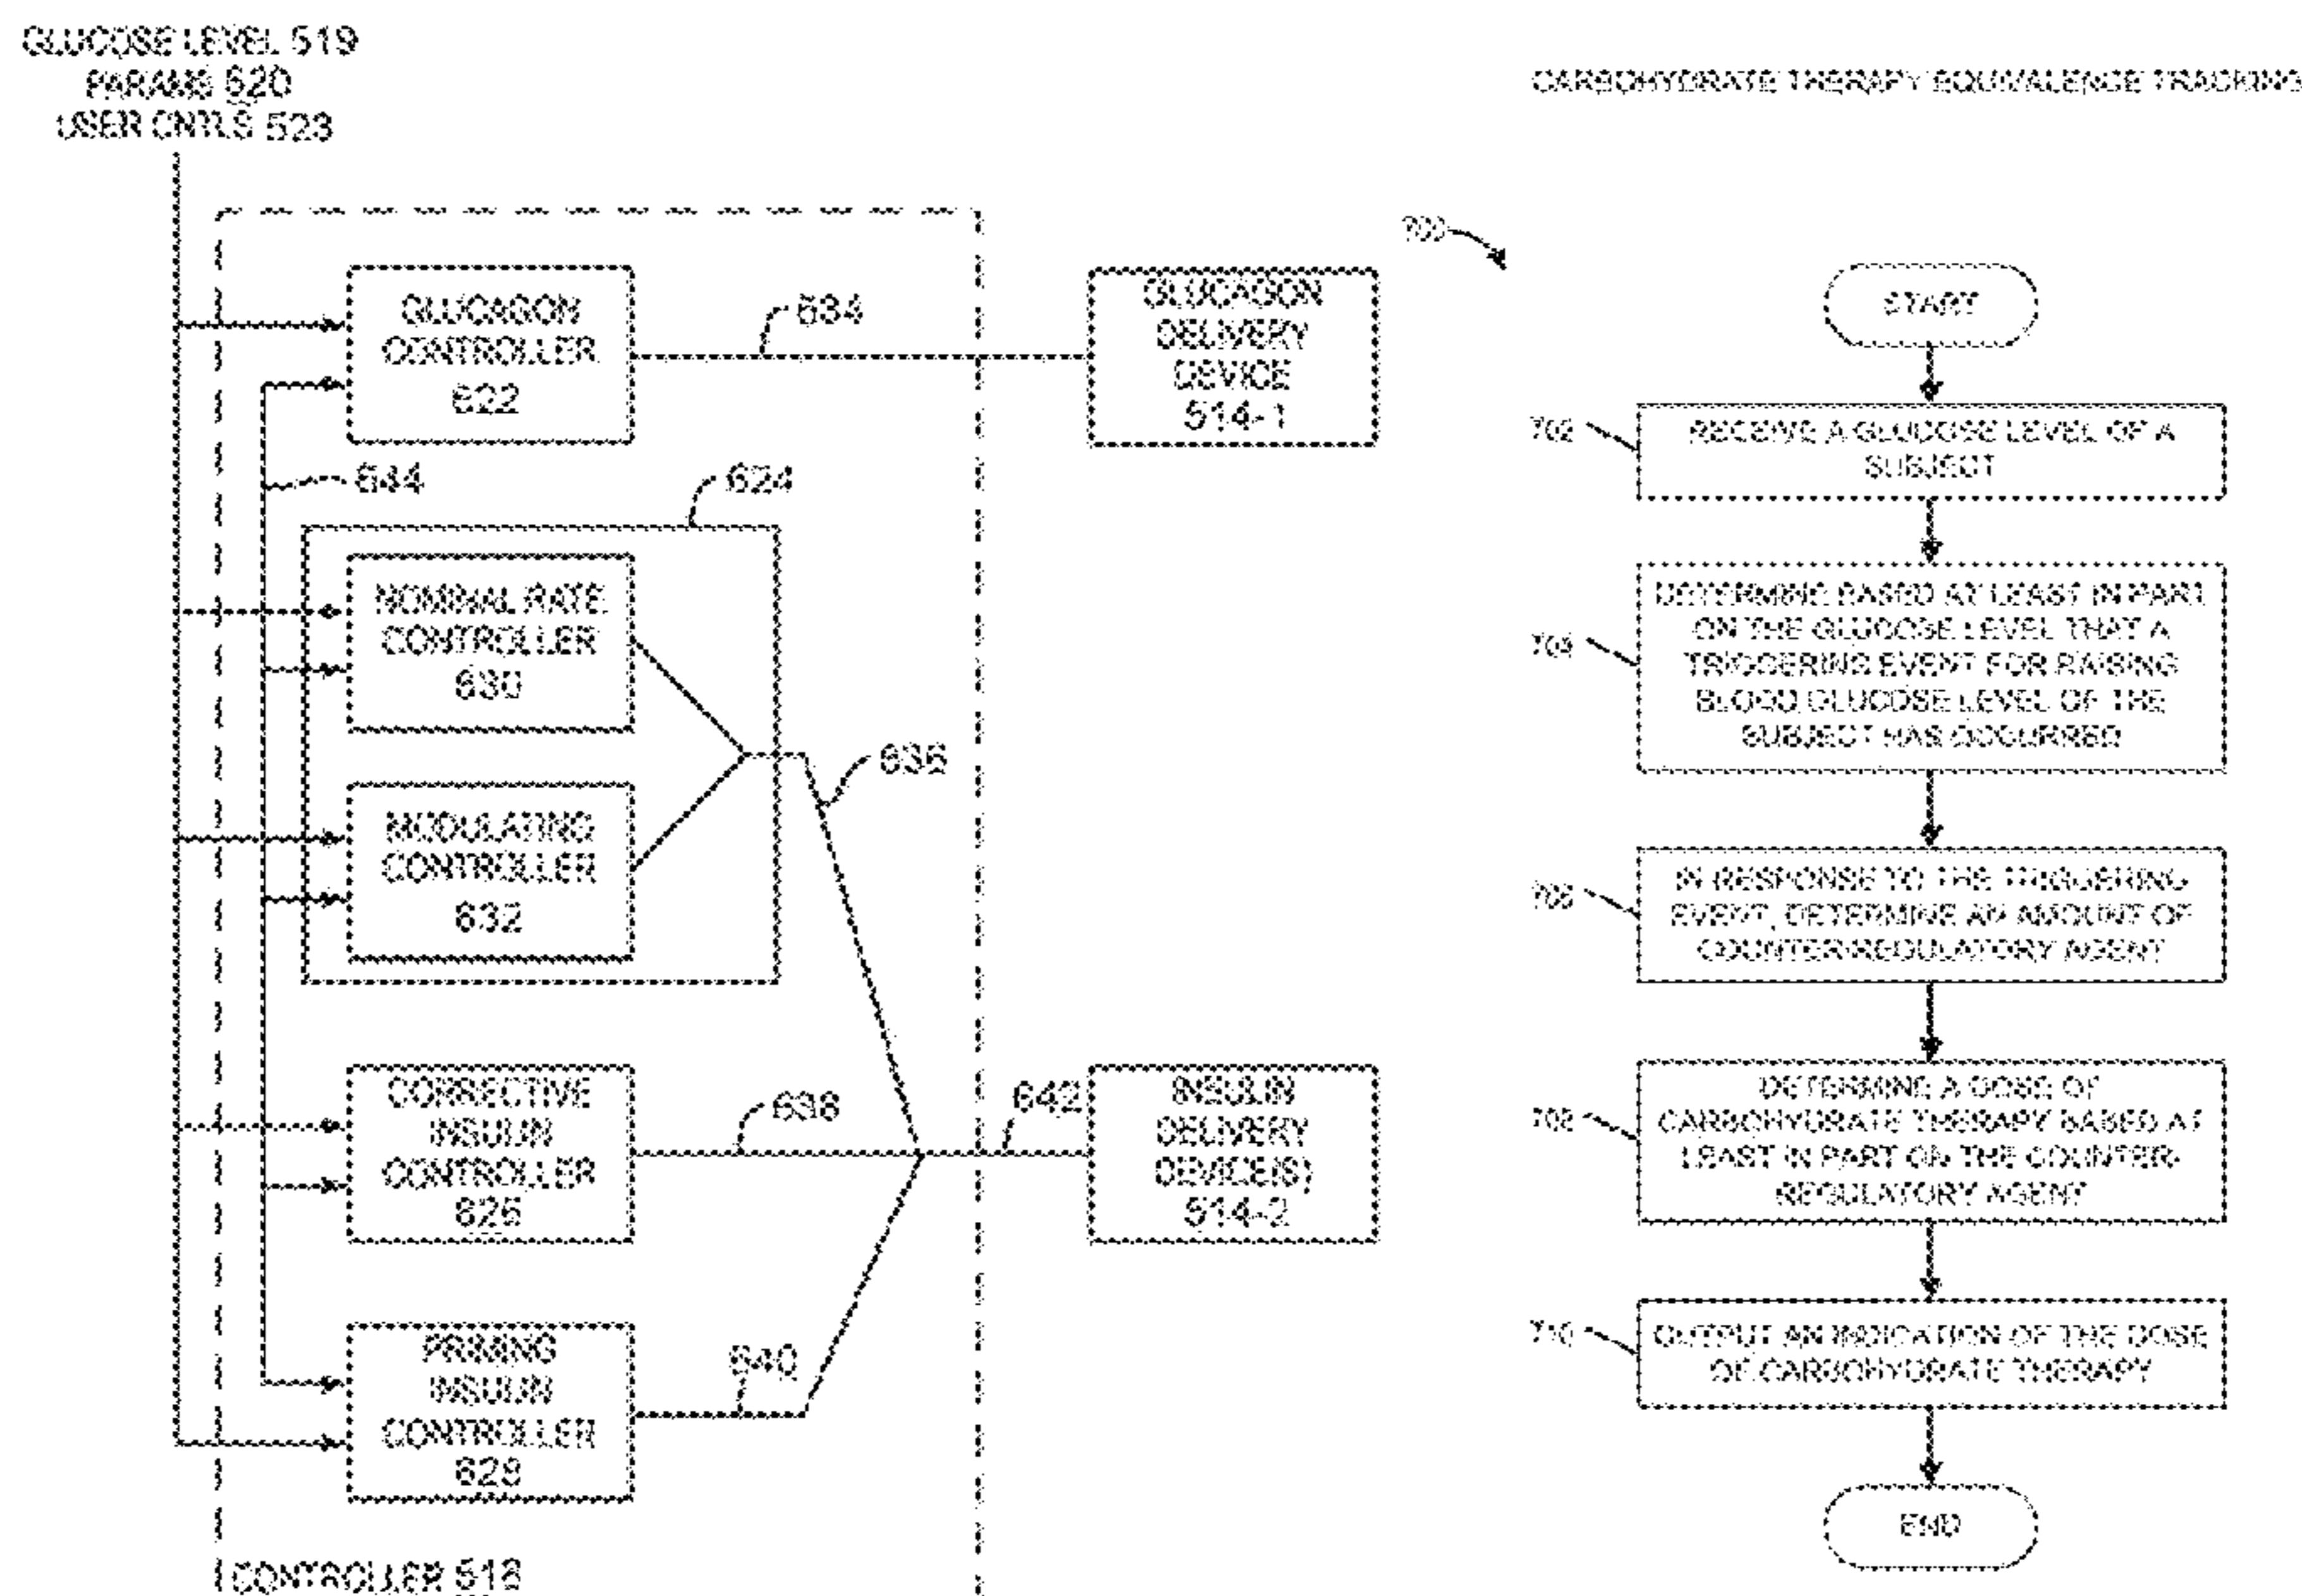 GLUCOSE LEVEL 519
PARAMS 620
USER CNTLS 523
GLUCAGON
CONTROLLER
622
634
GLUCAGON
DELIVERY
DEVICE
514-1
644
624
NOMINAL RATE
CONTROLLER
630
636
MODULATING
CONTROLLER
632
CORRECTIVE
INSULIN
CONTROLLER
626
638
642
INSULIN
DELIVERY
DEVICE(S)
514-2
PRIMING
INSULIN
CONTROLLER
628
640
CONTROLLER 518
CARBOHYDRATE THERAPY EQUIVALENCE TRACKING
700
START
702
RECEIVE A GLUCOSE LEVEL OF A
SUBJECT
704
DETERMINE BASED AT LEAST IN PART
ON THE GLUCOSE LEVEL THAT A
TRIGGERING EVENT FOR RAISING
BLOOD GLUCOSE LEVEL OF THE
SUBJECT HAS OCCURRED
706
IN RESPONSE TO THE TRIGGERING
EVENT, DETERMINE AN AMOUNT OF
COUNTER-REGULATORY AGENT
708
DETERMINE A DOSE OF
CARBOHYDRATE THERAPY BASED AT
LEAST IN PART ON THE COUNTER-
REGULATORY AGENT
710
OUTPUT AN INDICATION OF THE DOSE
OF CARBOHYDRATE THERAPY
END